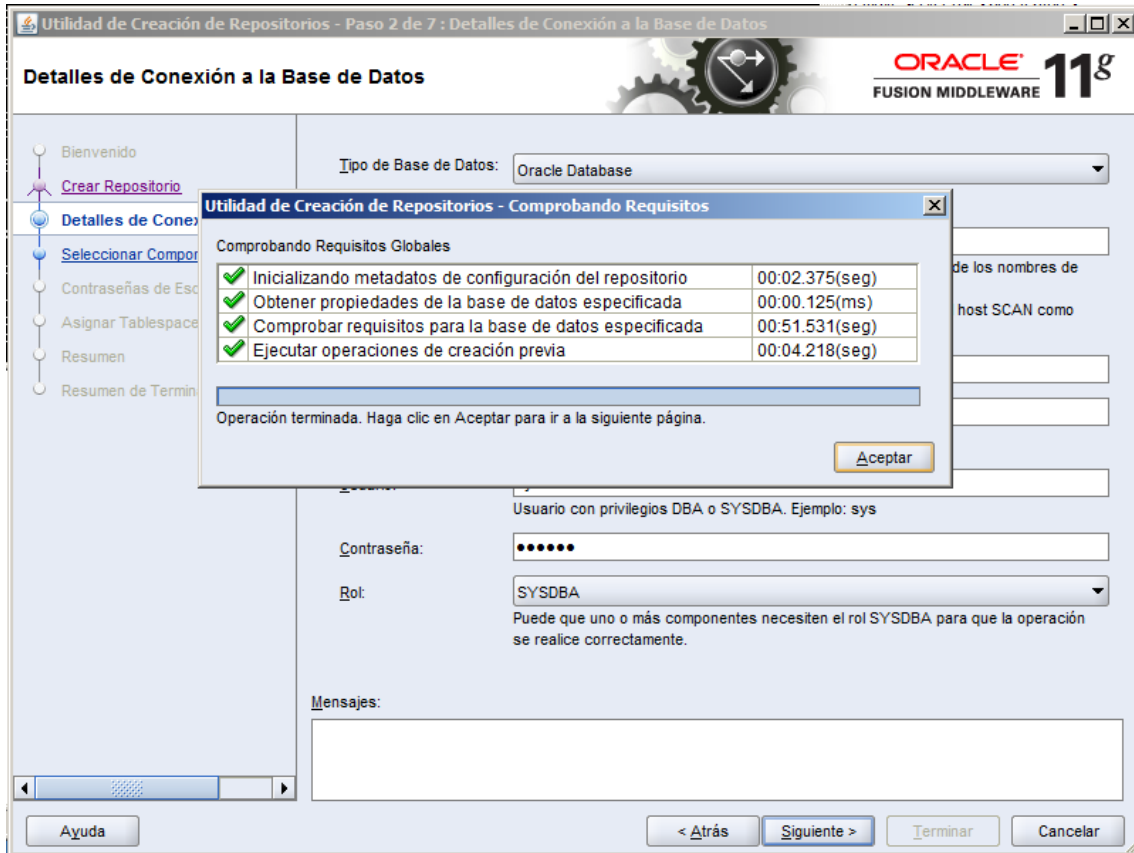 Utilidad de Creación de Repositorios - Paso 2 de 7 : Detalles de Conexión a la Base de Datos
Detalles de Conexión a la Base de Datos
ORACLE
FUSION MIDDLEWARE
11g
Bienvenido
Crear Repositorio
Detalles de Conex
Seleccionar Compor
Contraseñas de Esc
Asignar Tablespace
Resumen
Resumen de Termin
Tipo de Base de Datos:
Oracle Database
de los nombres de
host SCAN como
Utilidad de Creación de Repositorios - Comprobando Requisitos
Comprobando Requisitos Globales
Inicializando metadatos de configuración del repositorio 00:02.375(seg)
Obtener propiedades de la base de datos especificada 00:00.125(ms)
Comprobar requisitos para la base de datos especificada 00:51.531(seg)
Ejecutar operaciones de creación previa 00:04.218(seg)
Operación terminada. Haga clic en Aceptar para ir a la siguiente página.
Aceptar
Usuario con privilegios DBA o SYSDBA. Ejemplo: sys
Contraseña:
Rol:
SYSDBA
Puede que uno o más componentes necesiten el rol SYSDBA para que la operación
se realice correctamente.
Mensajes:
Ayuda
< Atrás
Siguiente >
Terminar
Cancelar